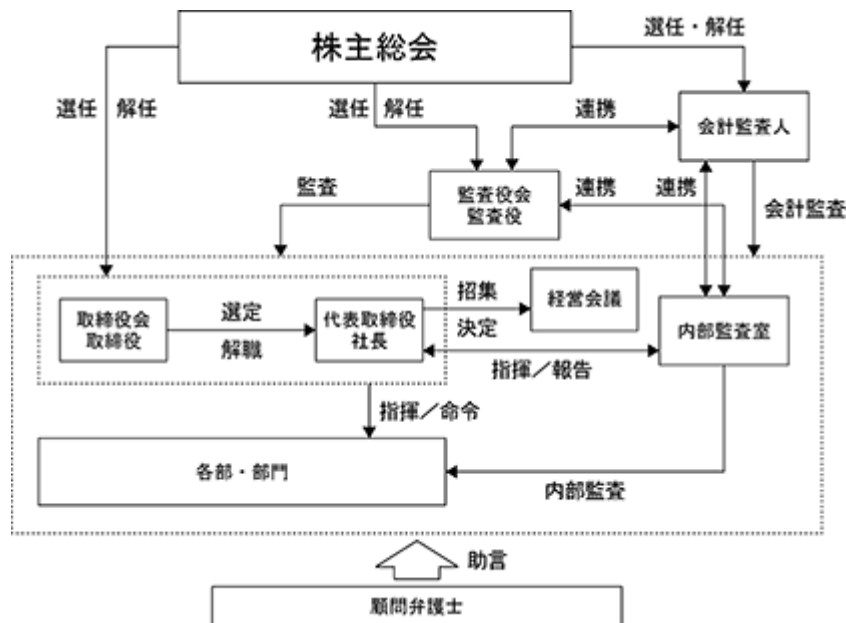 株主総会
選任・解任
選任
解任
選任
解任
連携
会計監査人
監査
監査役会
監査役
連携
連携
会計監査
取締役会
取締役
選定
解職
代表取締役
社長
招集
決定
経営会議
内部監査室
指揮／報告
指揮／命令
各部・部門
内部監査
助言
顧問弁護士